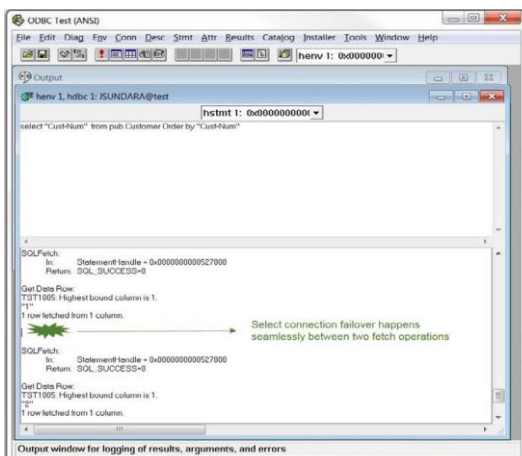 ODBC Test (ANSI)
File Edit Diag Env Conn Desc Stmt Attr Results Catalog Installer Tools Window Help
henv 1: 0x000000
Output
henv 1, hdbc 1: JSUNDARA@test
hstmt 1: 0x000000000(
select "Cust-Num" from pub Customer Order by "Cust-Num"
SQLFetch:
In: StatementHandle = 0x0000000000527000
Return: SQL_SUCCESS=0
Get Data Row:
TST1005: Highest bound column is 1.
"1"
1 row fetched from 1 column.
Select connection failover happens
seamlessly between two fetch operations
SQLFetch:
In: StatementHandle = 0x0000000000527000
Return: SQL_SUCCESS=0
Get Data Row:
TST1005: Highest bound column is 1.
"2"
1 row fetched from 1 column.
Output window for logging of results, arguments, and errors